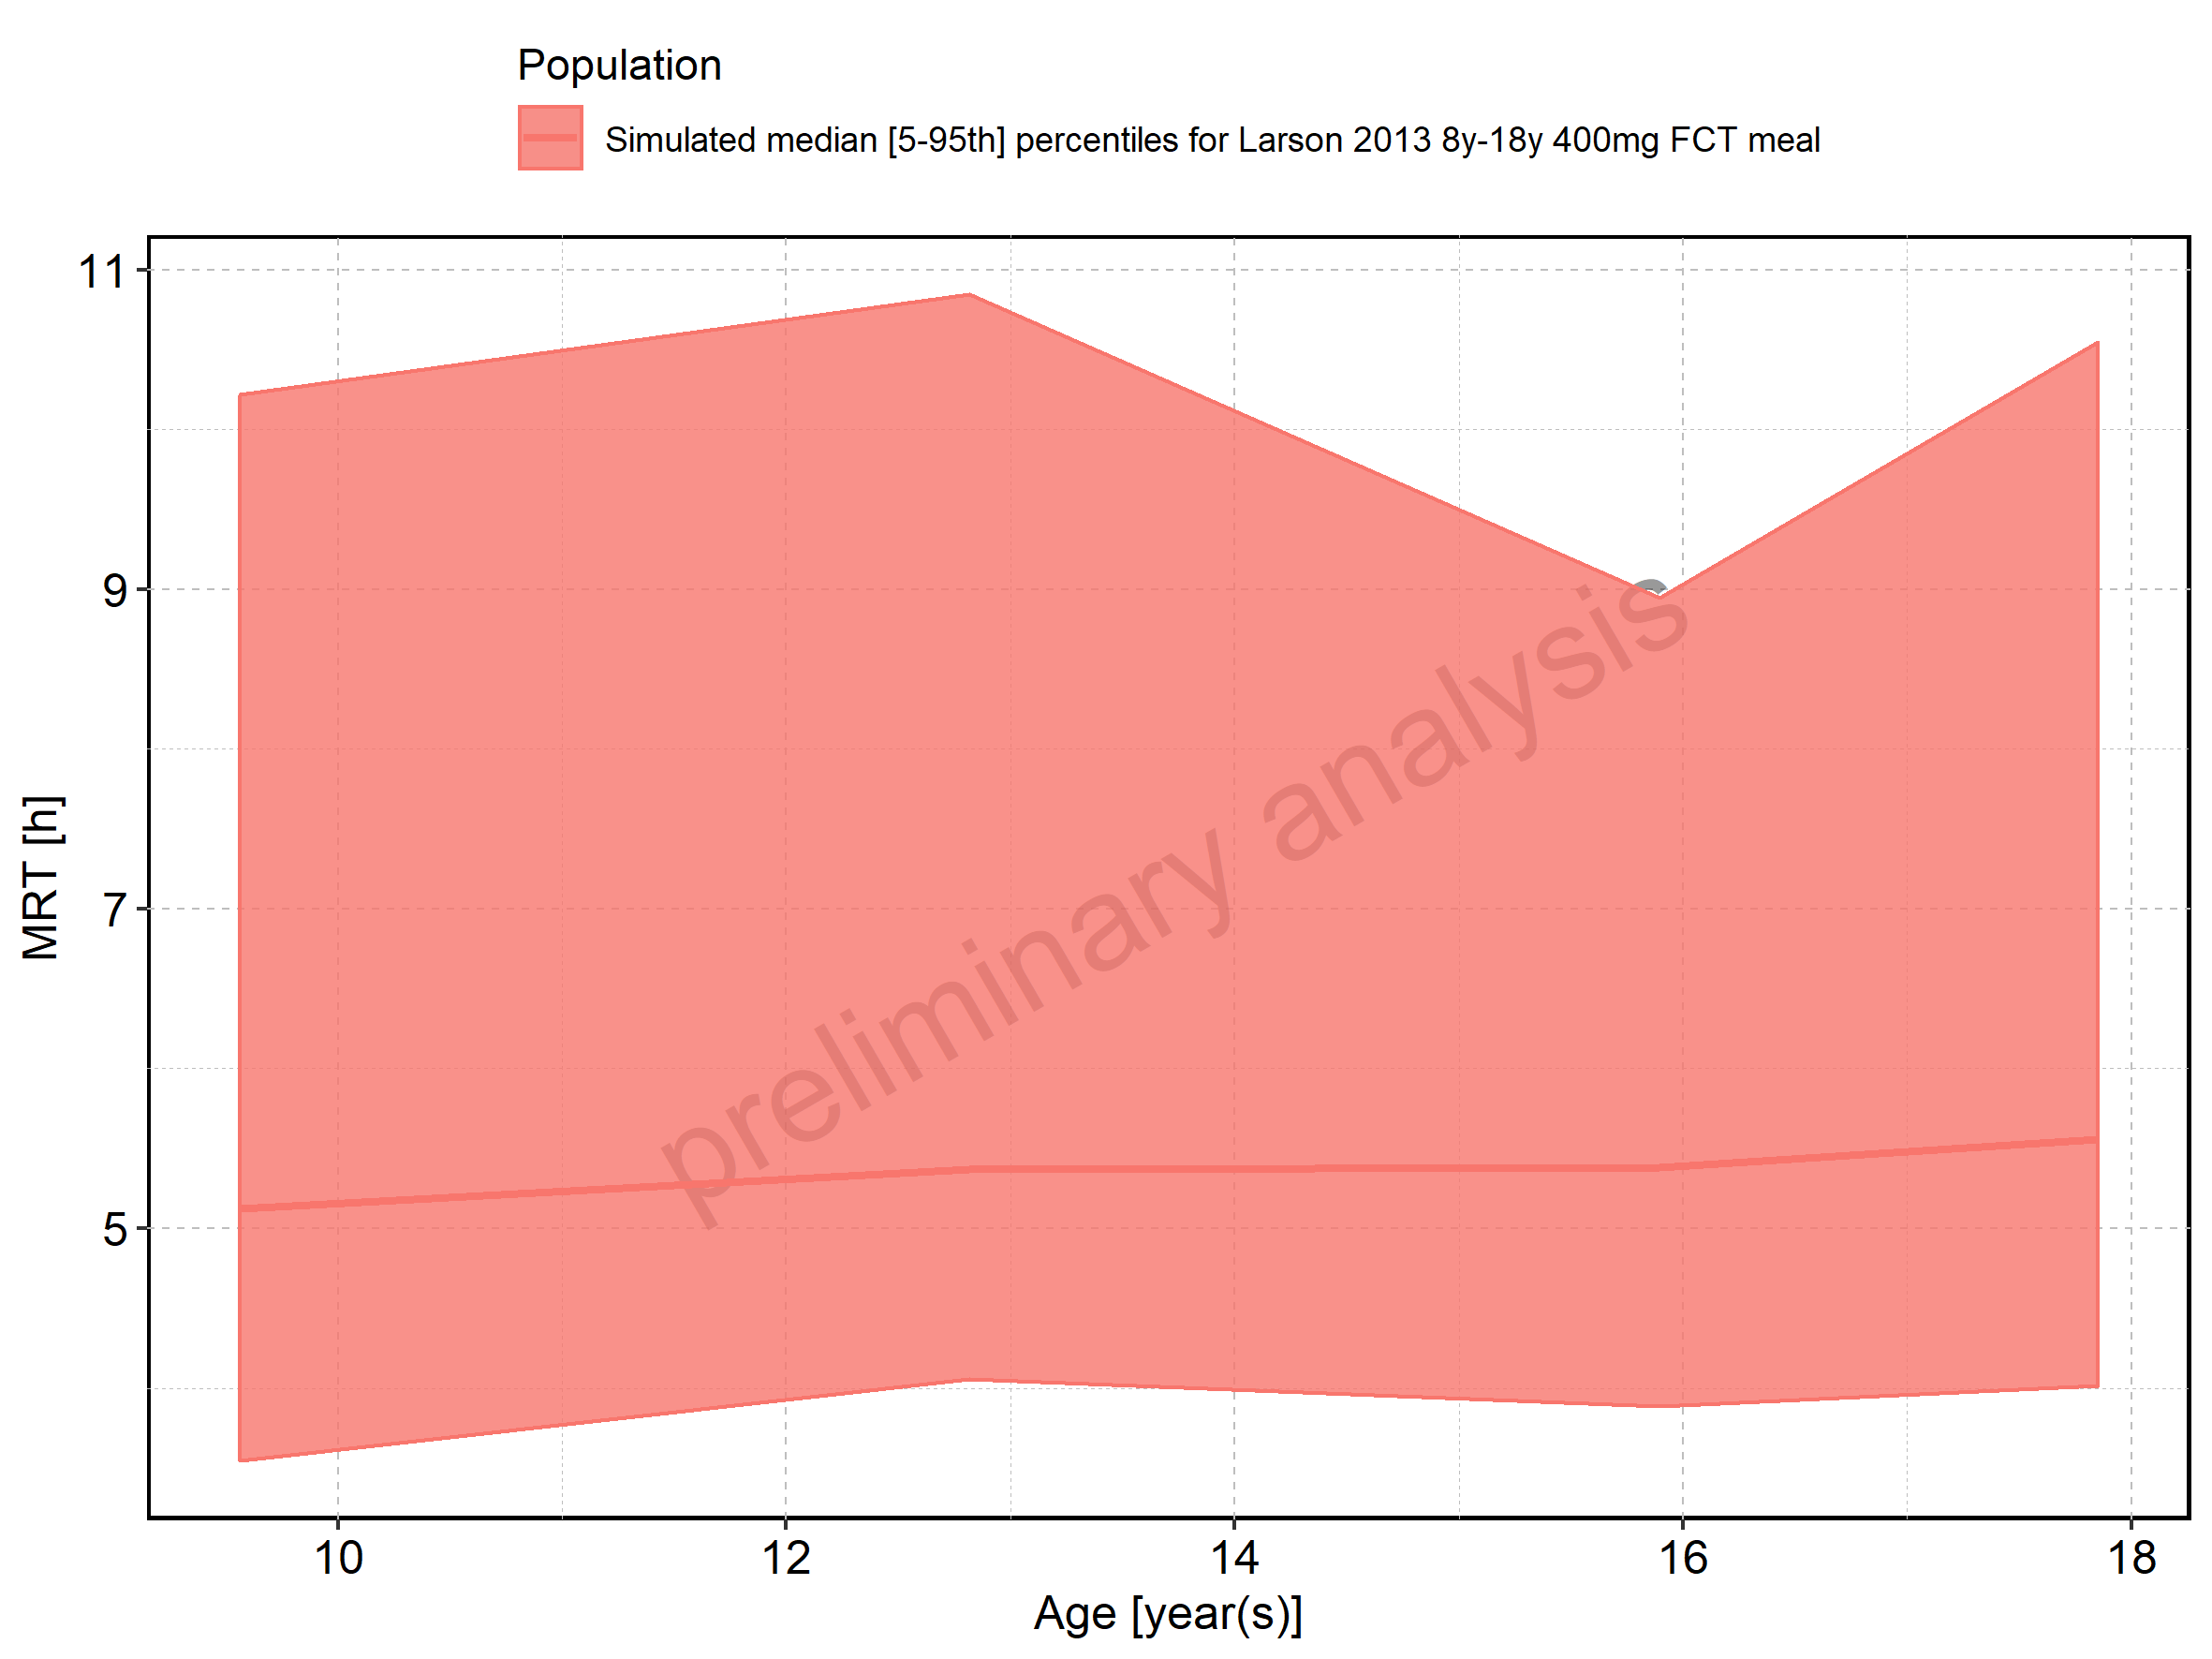 Population
Simulated median [5-95th] percentiles for Larson 2013 8y-18y 400mg FCT meal
11
9
7
5
MRT [h]
preliminary analysis
10 12 14 16 18
Age [year(s)]